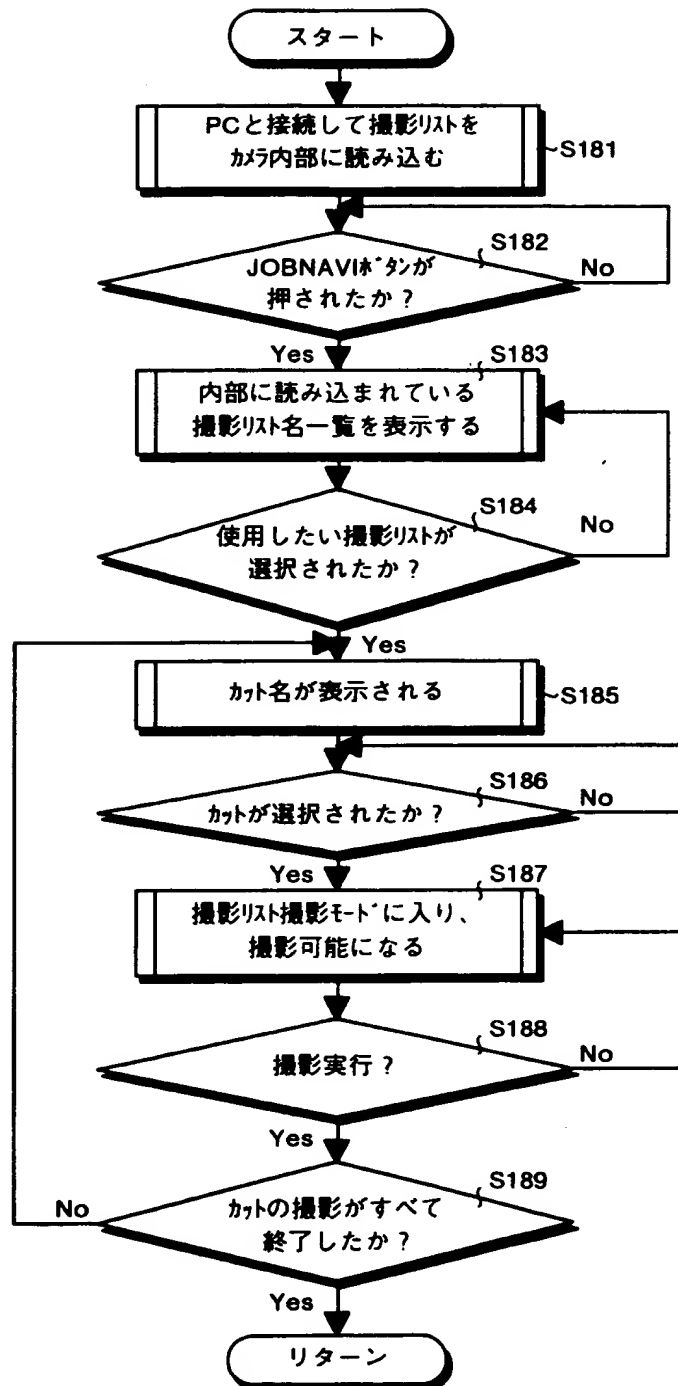 スタート
PCと接続して撮影リストを
カメラ内部に読み込む
S181
S182
JOBNAVIボタンが
押されたか？
No
Yes
S183
内部に読み込まれている
撮影リスト名一覧を表示する
S184
使用したい撮影リストが
選択されたか？
No
Yes
カット名が表示される
S185
S186
カットが選択されたか？
No
Yes
S187
撮影リスト撮影モードに入り、
撮影可能になる
S188
撮影実行？
No
Yes
S189
カットの撮影がすべて
終了したか？
No
Yes
リターン